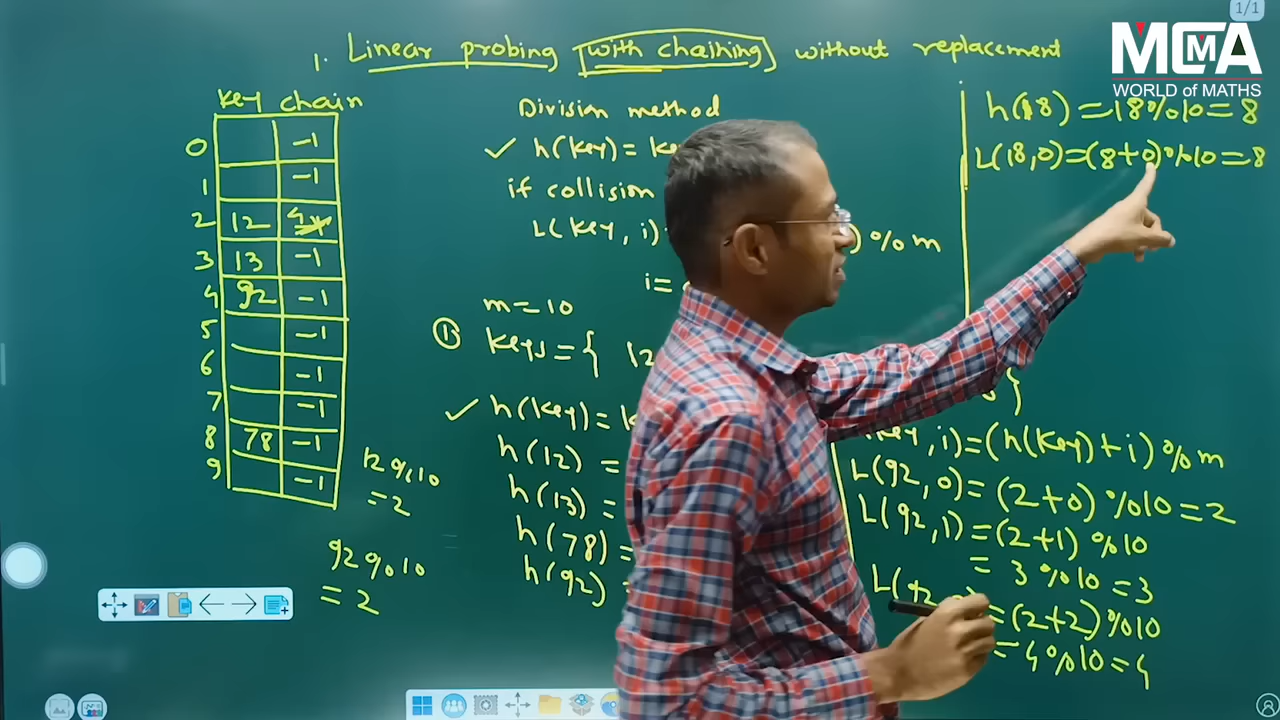 1/1
MCMA
WORLD of MATHS
1. Linear probing with chaining without replacement
key chain
0 -1
1 -1
2 12 4
3 13 -1
4 92 -1
5 -1
6 -1
7 -1
8 78 -1
9 -1
12%10
=2
92%10
=2
Division method
✓ h(key)=
if collision
L(key, i)
) % m
i=
m=10
① keys={ 12
}
✓ h(key)=
h(12) =
h(13) =
h(78)=
h(92)
h(18) =18%10=8
L(18,0)=(8+0)%10=8
, i)=(h(key)+i)%m
L(92,0)=(2+0)%10=2
L(92,1)=(2+1)%10
= 3%10=3
=(2+2)%10
=4%10=4